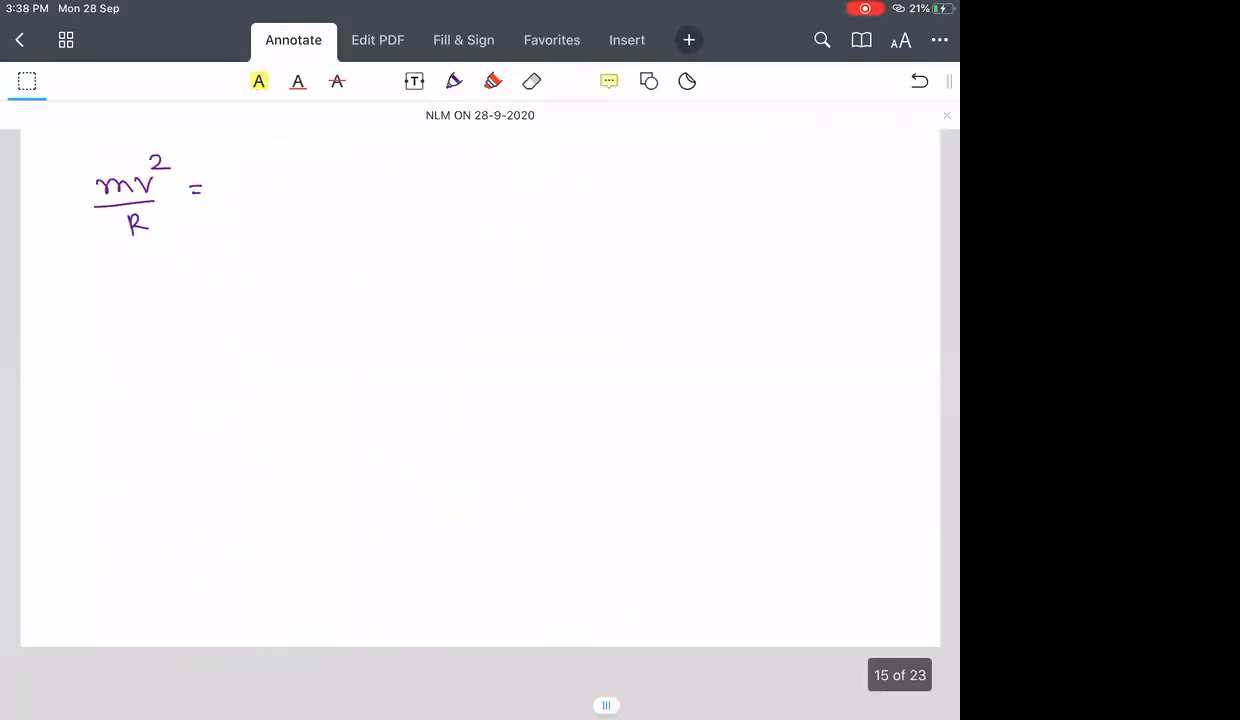 3:38 PM Mon 28 Sep 21%
Annotate Edit PDF Fill & Sign Favorites Insert + AA
A A A T
NLM ON 28-9-2020 ×
mv² =
R
15 of 23